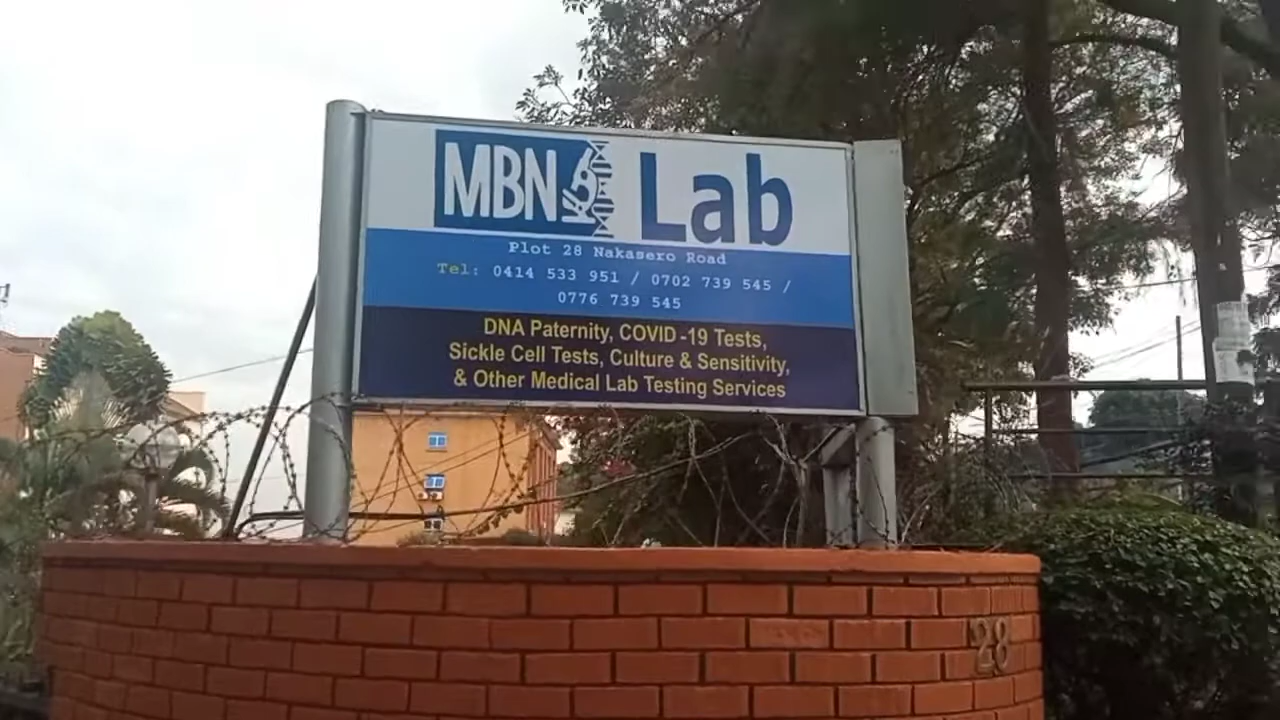 MBN Lab
Plot 28 Nakasero Road
Tel: 0414 533 951 / 0702 739 545 /
0776 739 545
DNA Paternity, COVID -19 Tests,
Sickle Cell Tests, Culture & Sensitivity,
& Other Medical Lab Testing Services
28